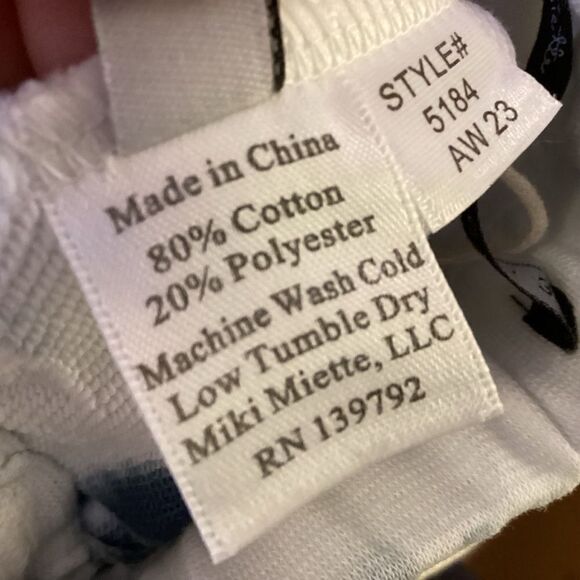 Made in China
80% Cotton
20% Polyester
Machine Wash Cold
Low Tumble Dry
Miki Miette, LLC
RN 139792
STYLE#
5184
AW 23